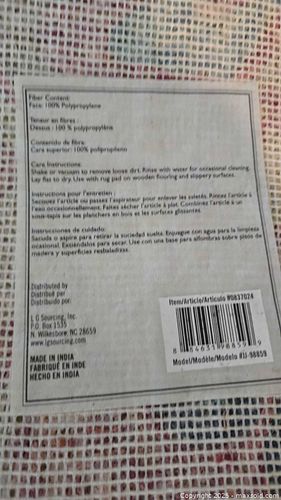 Fiber Content:
Face: 100% Polypropylene
Teneur en fibres :
Dessus : 100 % polypropylène
Contenido de fibra:
Cara superior: 100% polipropileno
Care Instructions:
Shake or vacuum to remove loose dirt. Rinse with water for occasional cleaning.
Lay flat to dry. Use with rug pad on wooden flooring and slippery surfaces.
Instructions pour l'entretien :
Secouez l'article ou passez l'aspirateur pour enlever les saletés. Rincez l'article à
l'eau occasionnellement. Faites sécher l'article à plat. Combinez l'article à un
sous-tapis sur les planchers en bois et les surfaces glissantes.
Instrucciones de cuidado:
Sacuda o aspire para retirar la suciedad suelta. Enjuague con agua para la limpieza
ocasional. Extiéndalos para secar. Use con una base para alfombras sobre pisos de
madera y superficies resbaladizas.
Distributed by
Distribué par
Distribuido por:
L G Sourcing, Inc.
P.O. Box 1535
N. Wilkesboro, NC 28659
www.lgsourcing.com
MADE IN INDIA
FABRIQUÉ EN INDE
HECHO EN INDIA
Item/Article/Artículo #0837024
Model/Modèle/Modelo #LI-98859
Copyright 2025 - maxsold.com